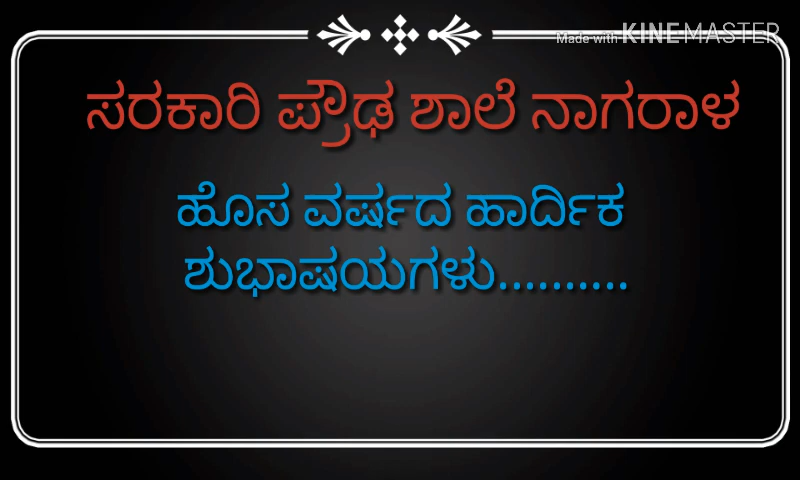 Made with KINEMASTER
ಸರಕಾರಿ ಪ್ರೌಢ ಶಾಲೆ ನಾಗರಾಳ
ಹೊಸ ವರ್ಷದ ಹಾರ್ದಿಕ
ಶುಭಾಷಯಗಳು..........